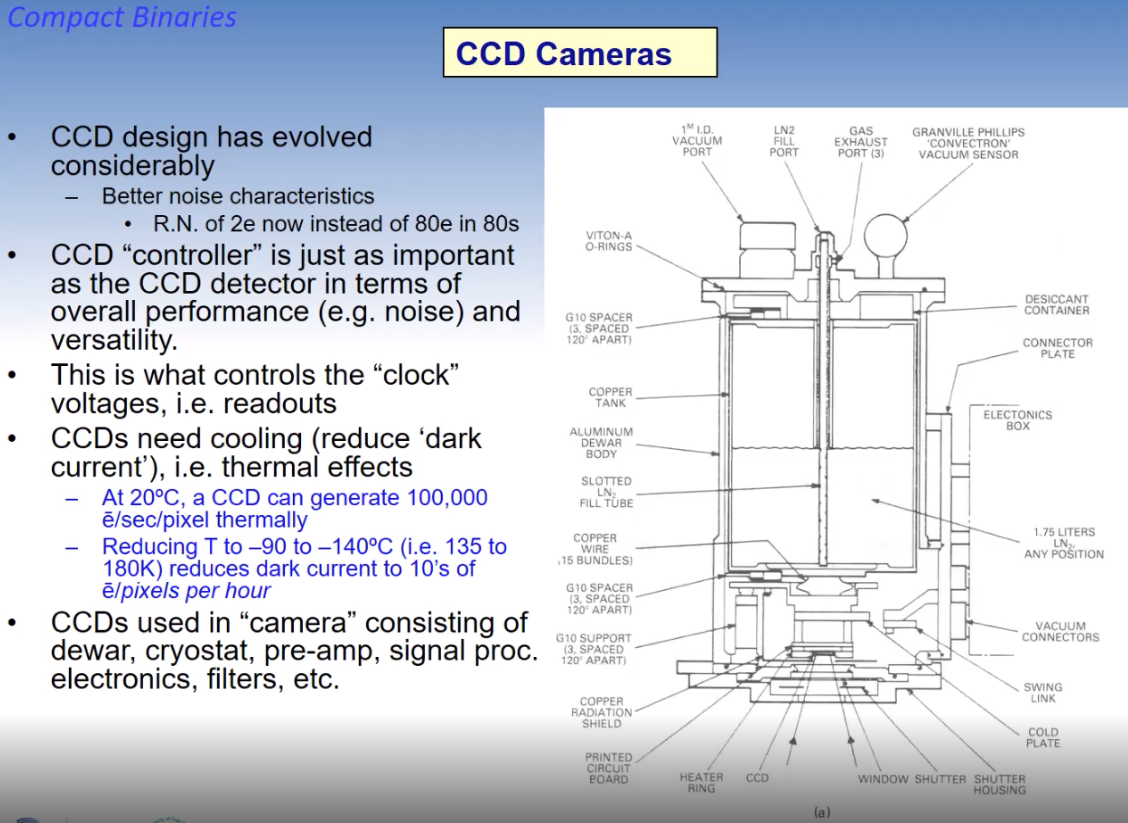 Compact Binaries
CCD Cameras
• CCD design has evolved
considerably
– Better noise characteristics
• R.N. of 2e now instead of 80e in 80s
• CCD “controller” is just as important
as the CCD detector in terms of
overall performance (e.g. noise) and
versatility.
• This is what controls the “clock”
voltages, i.e. readouts
• CCDs need cooling (reduce ‘dark
current’), i.e. thermal effects
– At 20ºC, a CCD can generate 100,000
ē/sec/pixel thermally
– Reducing T to –90 to –140ºC (i.e. 135 to
180K) reduces dark current to 10’s of
ē/pixels per hour
• CCDs used in “camera” consisting of
dewar, cryostat, pre-amp, signal proc.
electronics, filters, etc.
1ᴹ I.D.
VACUUM
PORT
LN2
FILL
PORT
GAS
EXHAUST
PORT (3)
GRANVILLE PHILLIPS
'CONVECTRON'
VACUUM SENSOR
VITON-A
O-RINGS
G10 SPACER
(3, SPACED
120° APART)
COPPER
TANK
ALUMINUM
DEWAR
BODY
SLOTTED
LN₂
FILL TUBE
COPPER
WIRE
(15 BUNDLES)
G10 SPACER
(3, SPACED
120° APART)
G10 SUPPORT
(3, SPACED
120° APART)
COPPER
RADIATION
SHIELD
PRINTED
CIRCUIT
BOARD
HEATER
RING
CCD
WINDOW
SHUTTER
SHUTTER
HOUSING
DESICCANT
CONTAINER
CONNECTOR
PLATE
ELECTONICS
BOX
1.75 LITERS
LN₂,
ANY POSITION
VACUUM
CONNECTORS
SWING
LINK
COLD
PLATE
(a)